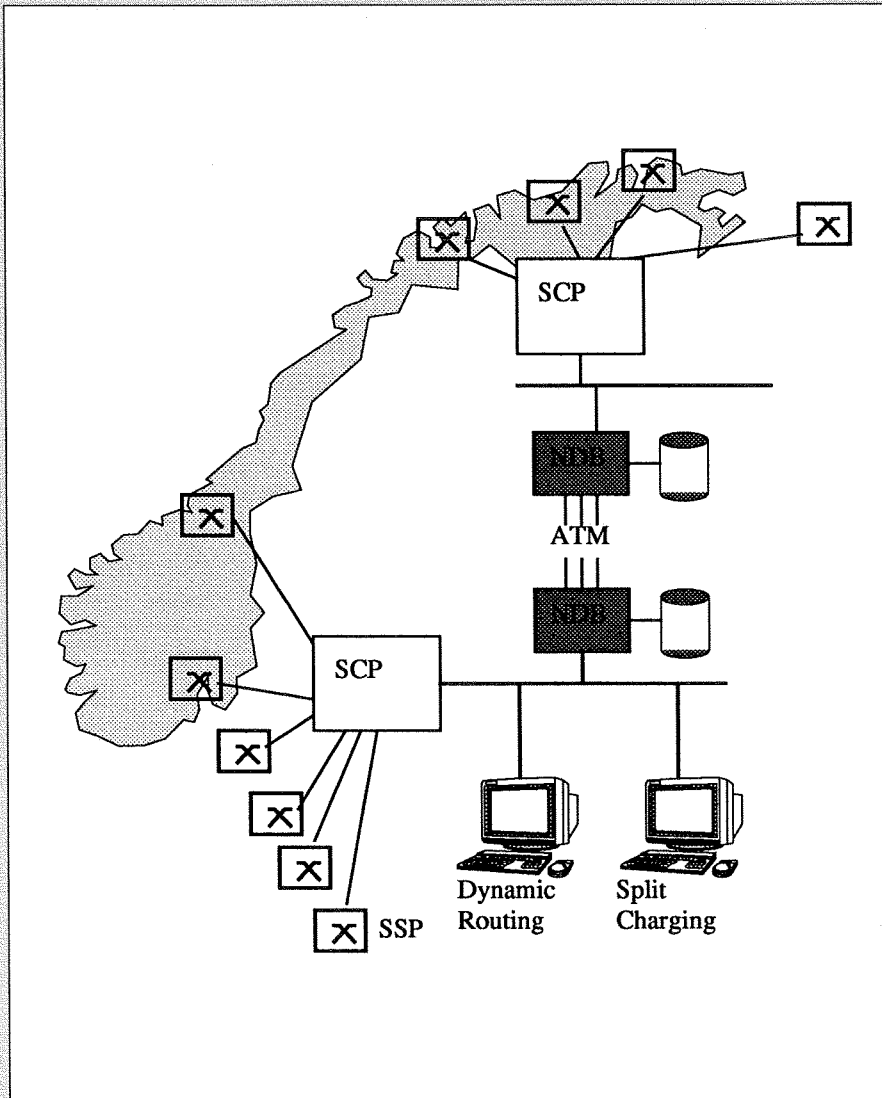 SCP
NDB
ATM
NDB
SCP
Dynamic
Routing
Split
Charging
SSP